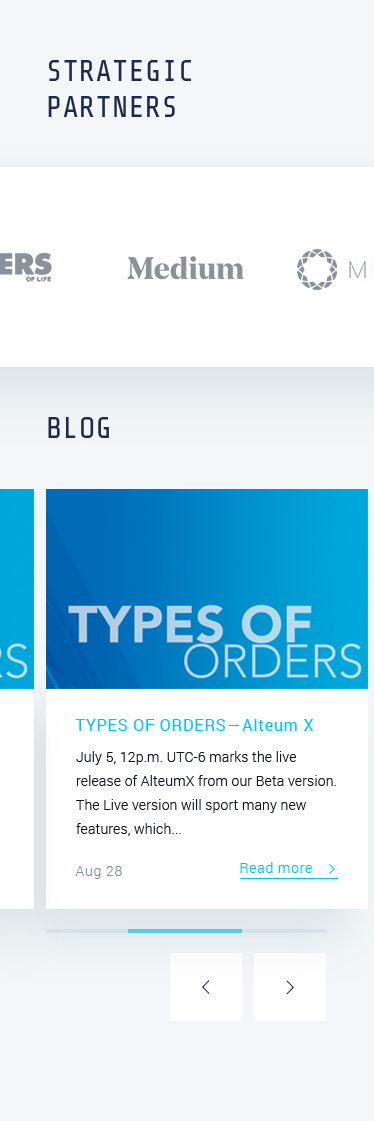 STRATEGIC
PARTNERS
ERS
OF LIFE
Medium
M
BLOG
RS
TYPES OF
ORDERS
TYPES OF ORDERS—Alteum X
July 5, 12p.m. UTC-6 marks the live
release of AlteumX from our Beta version.
The Live version will sport many new
features, which...
Aug 28
Read more